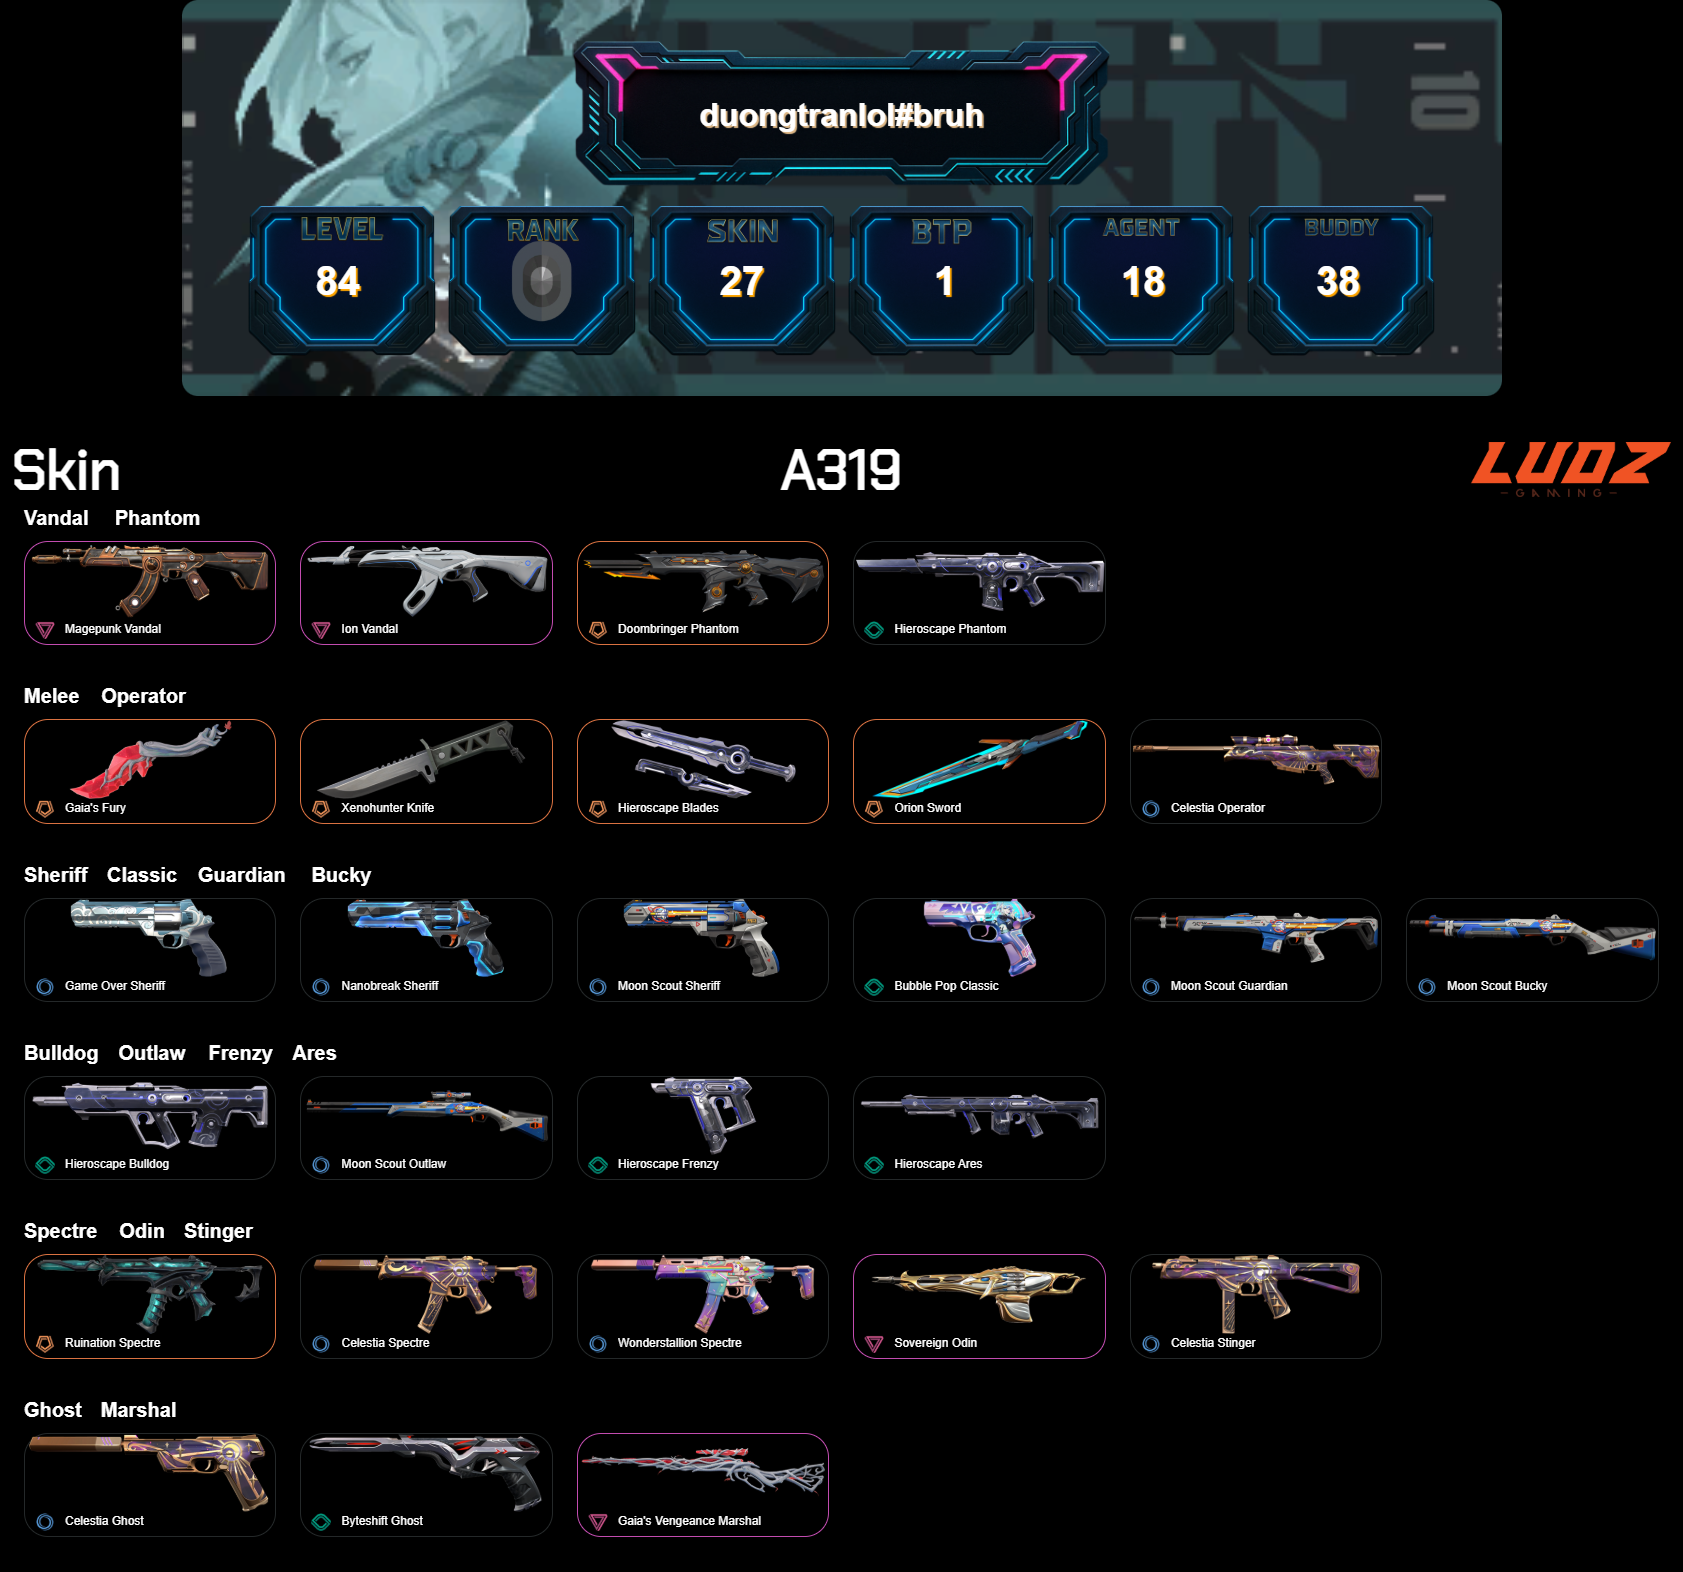 duongtranlol#bruh
LEVEL RANK SKIN BTP AGENT BUDDY
84 27 1 18 38
10
Skin A319 LUDZ
-GAMING-
Vandal Phantom
Magepunk Vandal Ion Vandal Doombringer Phantom Hieroscape Phantom
Melee Operator
Gaia's Fury Xenohunter Knife Hieroscape Blades Orion Sword Celestia Operator
Sheriff Classic Guardian Bucky
Game Over Sheriff Nanobreak Sheriff Moon Scout Sheriff Bubble Pop Classic Moon Scout Guardian Moon Scout Bucky
Bulldog Outlaw Frenzy Ares
Hieroscape Bulldog Moon Scout Outlaw Hieroscape Frenzy Hieroscape Ares
Spectre Odin Stinger
Ruination Spectre Celestia Spectre Wonderstallion Spectre Sovereign Odin Celestia Stinger
Ghost Marshal
Celestia Ghost Byteshift Ghost Gaia's Vengeance Marshal